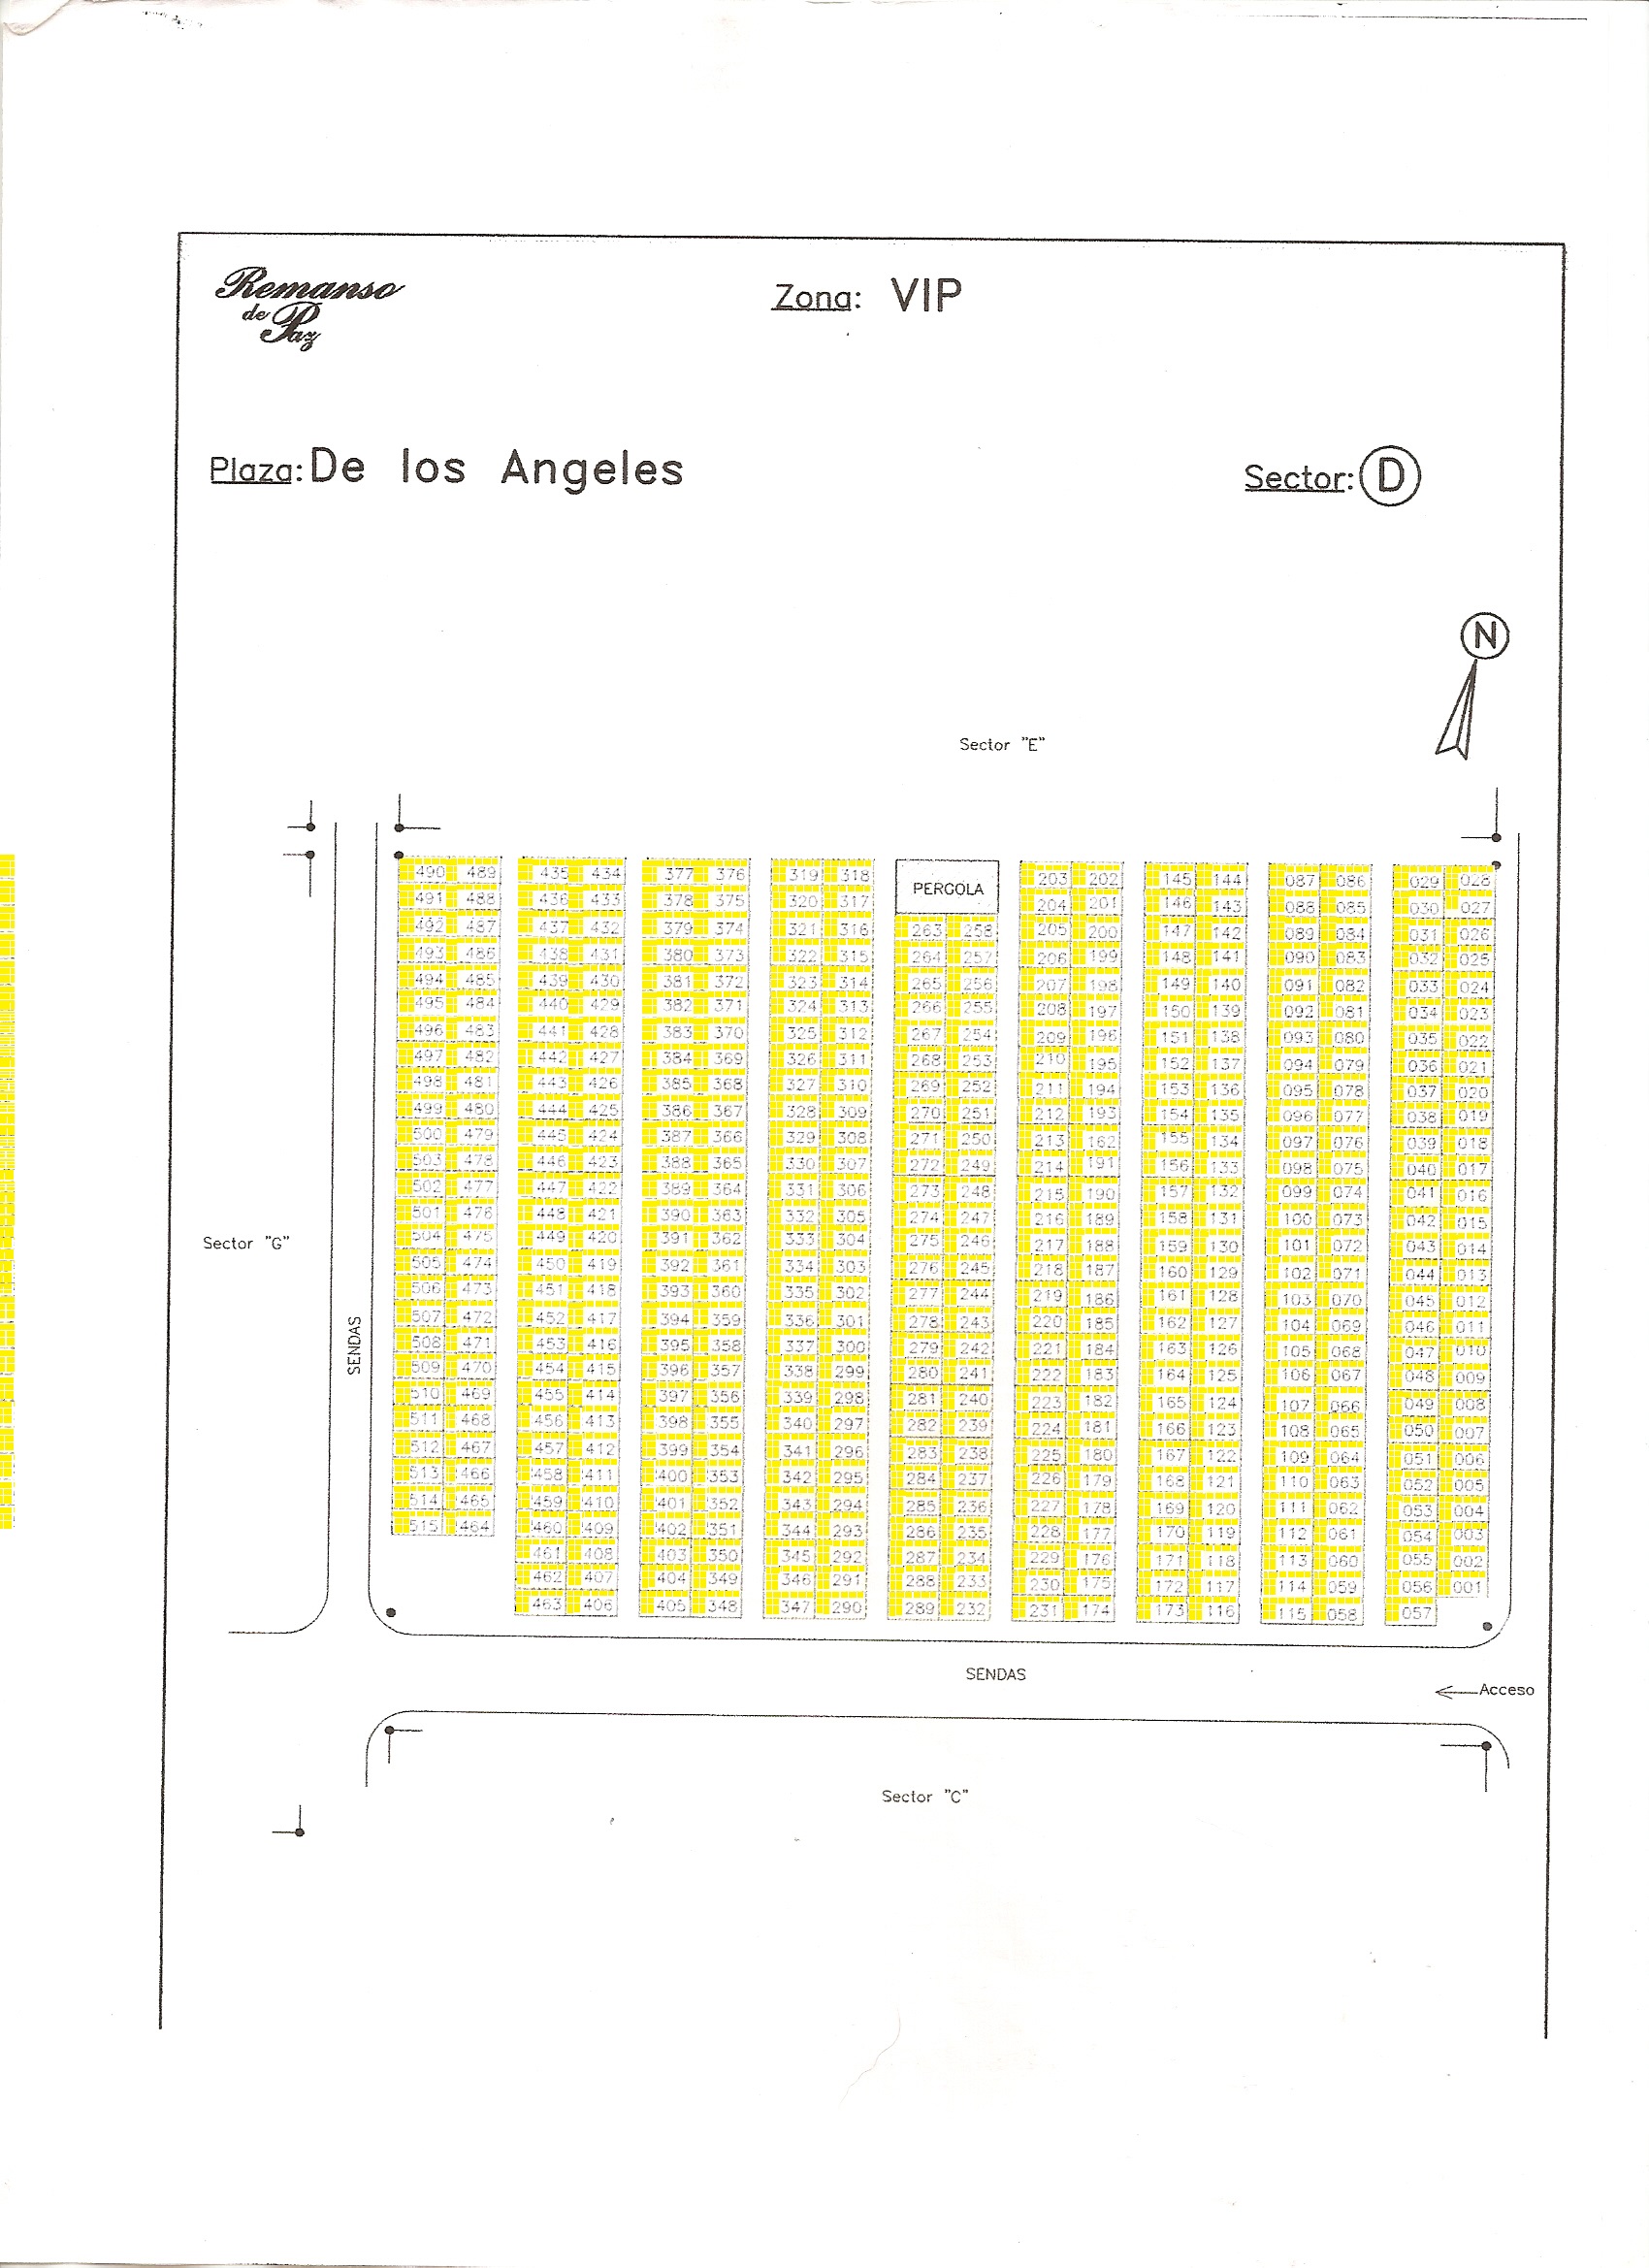 Remanso
de Paz
Zona: VIP
Plaza: De los Angeles
Sector: D
N
Sector "E"
490 489 435 434 377 376 319 318 PERGOLA 203 202 145 144 087 086 029 028
491 488 436 433 378 375 320 317 204 201 146 143 088 085 030 027
492 487 437 432 379 374 321 316 263 258 205 200 147 142 089 084 031 026
493 486 438 431 380 373 322 315 264 257 206 199 148 141 090 083 032 025
494 485 439 430 381 372 323 314 265 256 207 198 149 140 091 082 033 024
495 484 440 429 382 371 324 313 266 255 208 197 150 139 092 081 034 023
496 483 441 428 383 370 325 312 267 254 209 196 151 138 093 080 035 022
497 482 442 427 384 369 326 311 268 253 210 195 152 137 094 079 036 021
498 481 443 426 385 368 327 310 269 252 211 194 153 136 095 078 037 020
499 480 444 425 386 367 328 309 270 251 212 193 154 135 096 077 038 019
500 479 445 424 387 366 329 308 271 250 213 162 155 134 097 076 039 018
503 478 446 423 388 365 330 307 272 249 214 191 156 133 098 075 040 017
502 477 447 422 389 364 331 306 273 248 215 190 157 132 099 074 041 016
501 476 448 421 390 363 332 305 274 247 216 189 158 131 100 073 042 015
504 475 449 420 391 362 333 304 275 246 217 188 159 130 101 072 043 014
505 474 450 419 392 361 334 303 276 245 218 187 160 129 102 071 044 013
506 473 451 418 393 360 335 302 277 244 219 186 161 128 103 070 045 012
507 472 452 417 394 359 336 301 278 243 220 185 162 127 104 069 046 011
508 471 453 416 395 358 337 300 279 242 221 184 163 126 105 068 047 010
509 470 454 415 396 357 338 299 280 241 222 183 164 125 106 067 048 009
510 469 455 414 397 356 339 298 281 240 223 182 165 124 107 066 049 008
511 468 456 413 398 355 340 297 282 239 224 181 166 123 108 065 050 007
512 467 457 412 399 354 341 296 283 238 225 180 167 122 109 064 051 006
513 466 458 411 400 353 342 295 284 237 226 179 168 121 110 063 052 005
514 465 459 410 401 352 343 294 285 236 227 178 169 120 111 062 053 004
515 464 460 409 402 351 344 293 286 235 228 177 170 119 112 061 054 003
461 408 403 350 345 292 287 234 229 176 171 118 113 060 055 002
462 407 404 349 346 291 288 233 230 175 172 117 114 059 056 001
463 406 405 348 347 290 289 232 231 174 173 116 115 058 057
Sector "G"
SENDAS
SENDAS
Acceso
Sector "C"